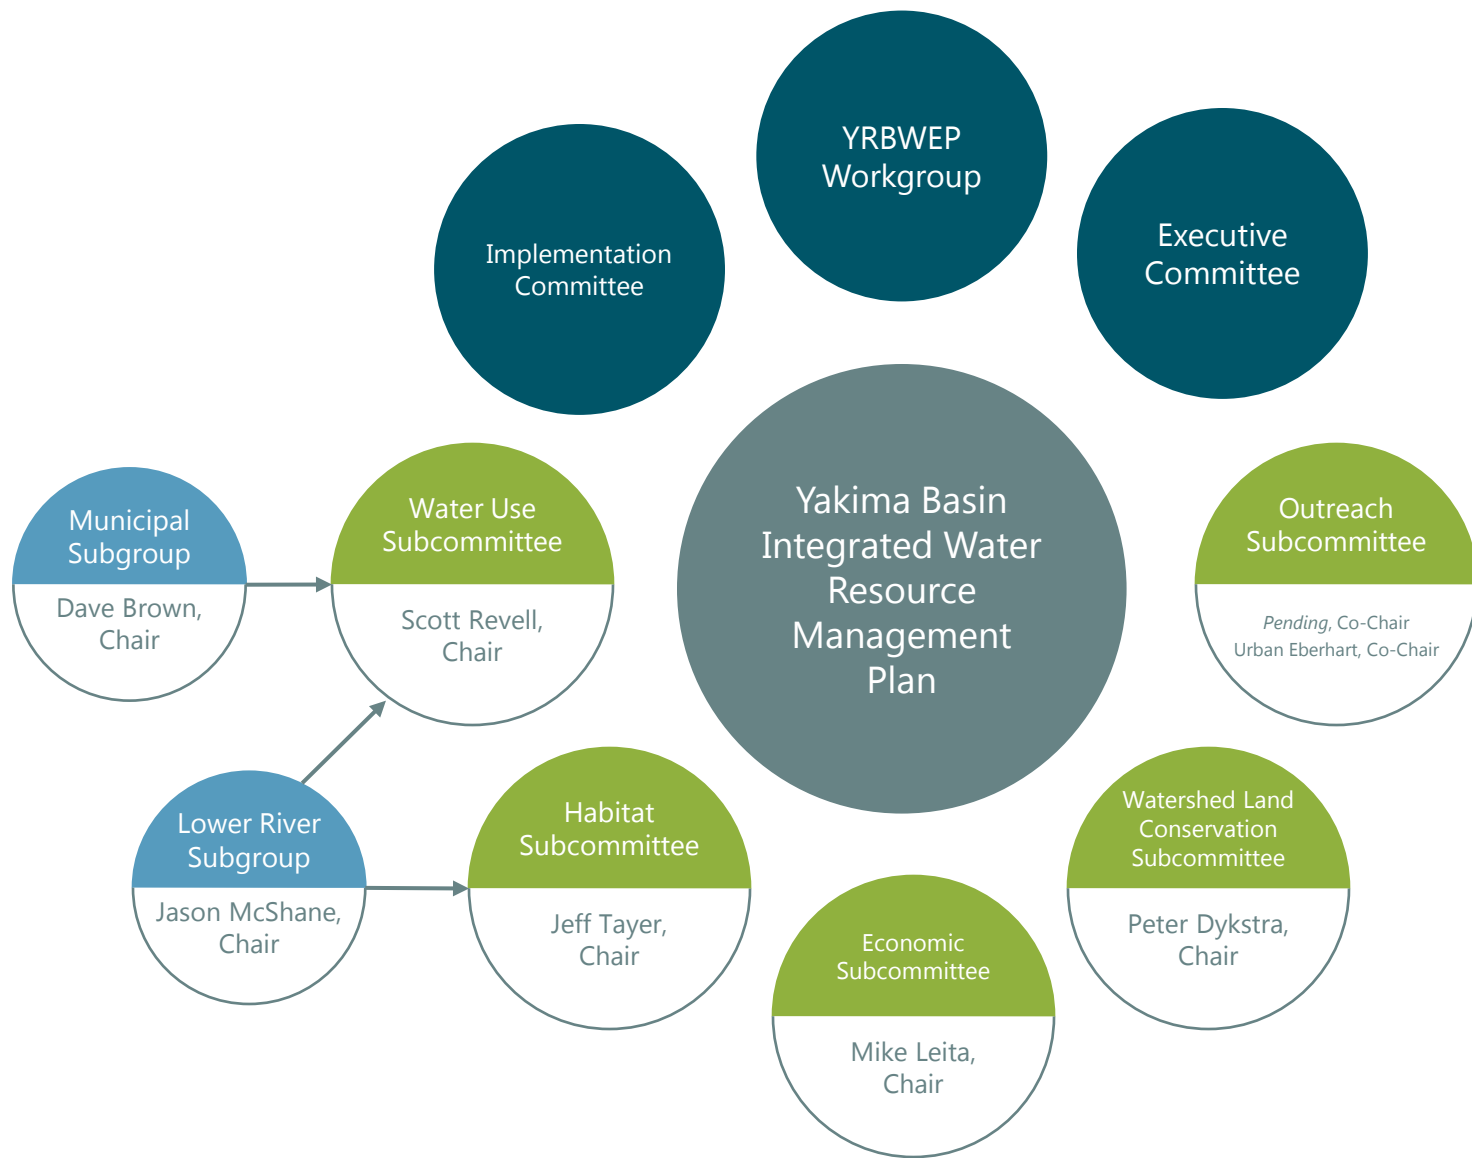 YRBWEP
Workgroup
Implementation
Committee
Executive
Committee
Yakima Basin
Integrated Water
Resource
Management
Plan
Municipal
Subgroup
Dave Brown,
Chair
Water Use
Subcommittee
Scott Revell,
Chair
Outreach
Subcommittee
Pending, Co-Chair
Urban Eberhart, Co-Chair
Lower River
Subgroup
Jason McShane,
Chair
Habitat
Subcommittee
Jeff Tayer,
Chair
Economic
Subcommittee
Mike Leita,
Chair
Watershed Land
Conservation
Subcommittee
Peter Dykstra,
Chair